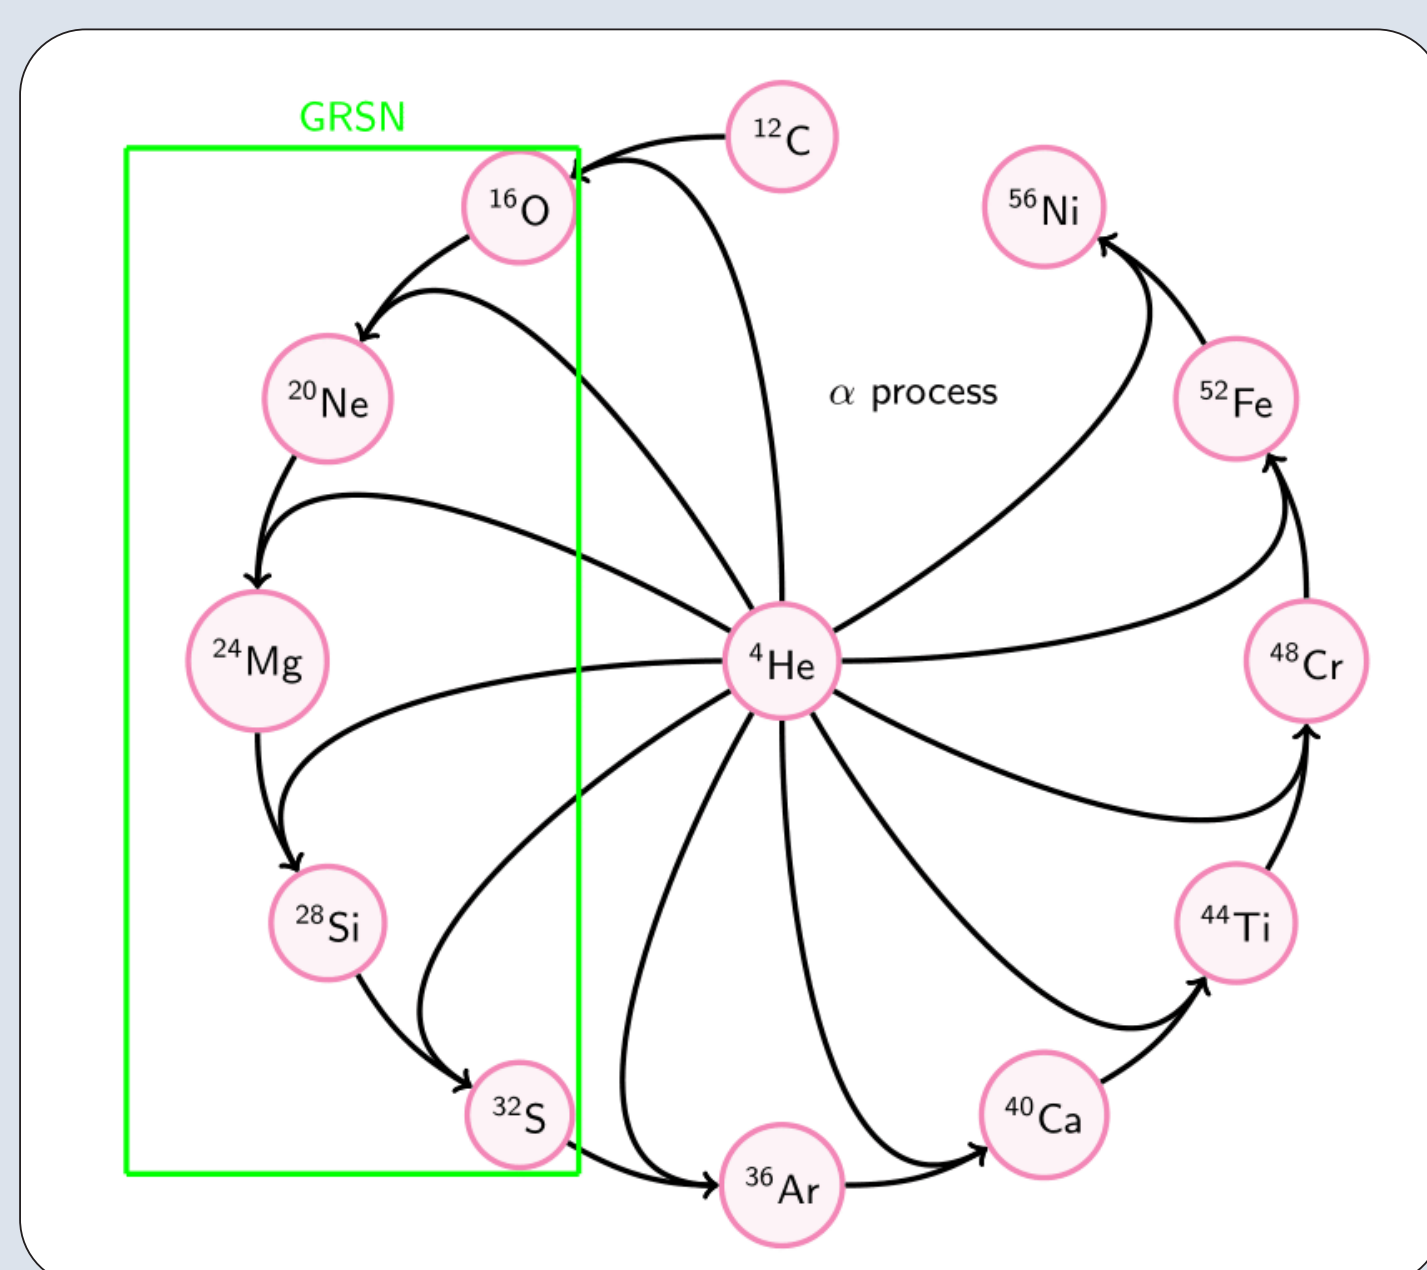 GRSN
¹²C
¹⁶O
⁵⁶Ni
²⁰Ne
α process
⁵²Fe
²⁴Mg
⁴He
⁴⁸Cr
²⁸Si
⁴⁴Ti
³²S
⁴⁰Ca
³⁶Ar